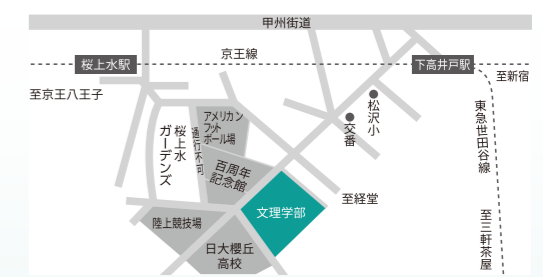 甲州街道
京王線
桜上水駅
下高井戸駅
至新宿
至京王八王子
松沢小
交番
東急世田谷線
アメリカン
フット
ボール場
通行不可
桜上水
ガーデンズ
百周年
記念館
至経堂
文理学部
陸上競技場
至三軒茶屋
日大櫻丘
高校